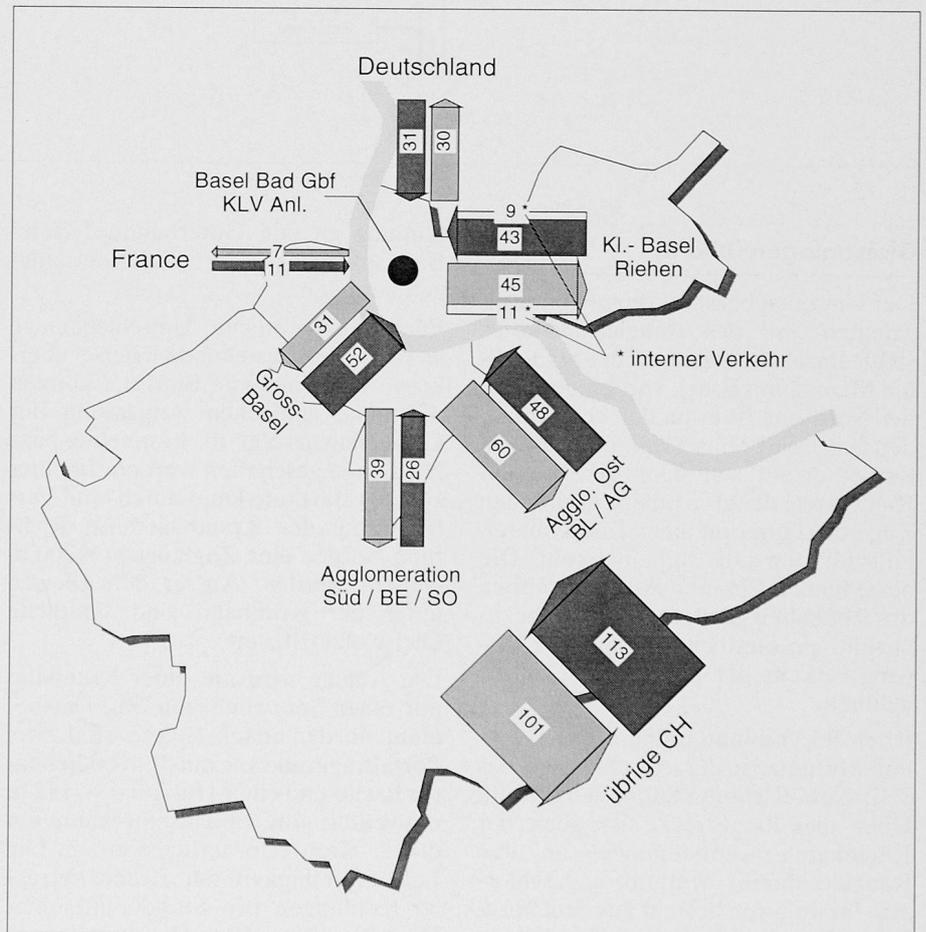 Deutschland
31
30
Basel Bad Gbf
KLV Anl.
9 *
43
Kl.- Basel
Riehen
France
7
11
45
11 *
* interner Verkehr
31
52
Gross-
Basel
48
60
39
26
Agglo. Ost
BL / AG
Agglomeration
Süd / BE / SO
113
101
übrige CH